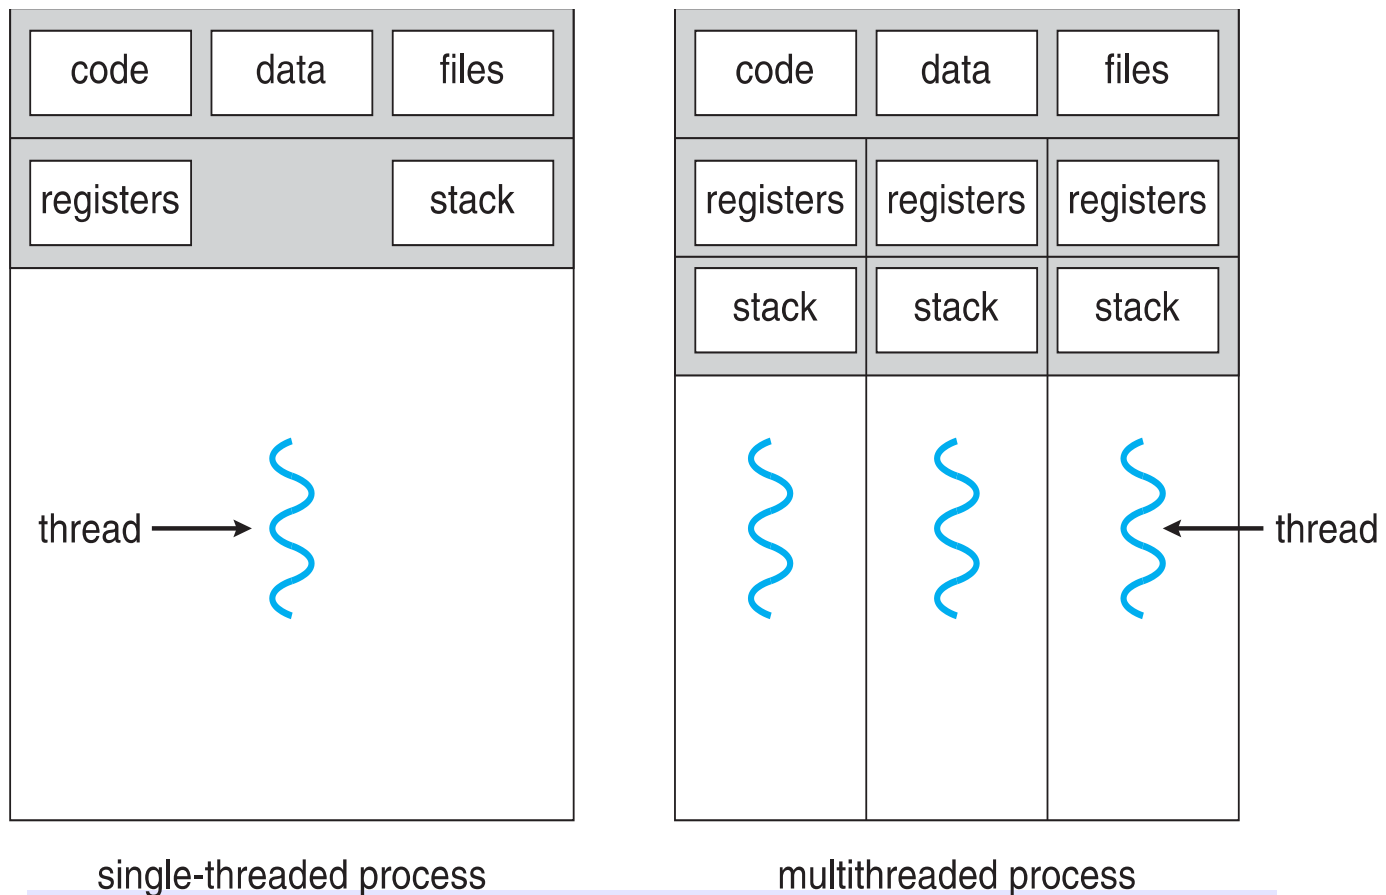 code data files
registers stack
thread
single-threaded process
code data files
registers registers registers
stack stack stack
thread
multithreaded process